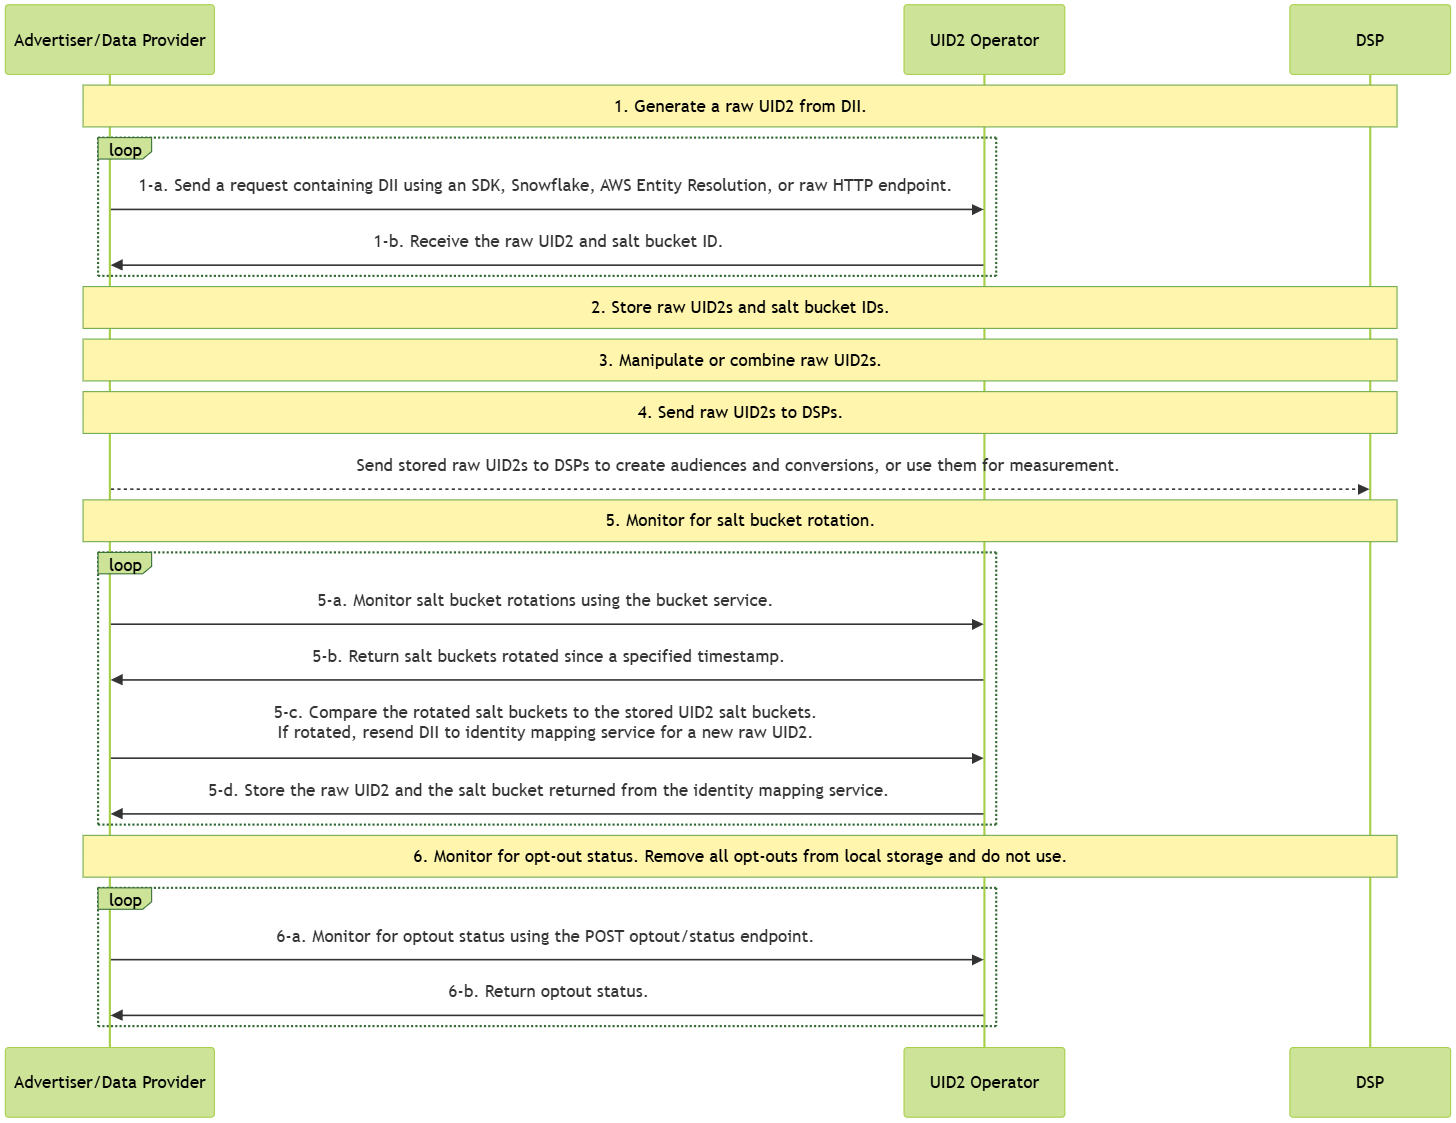 Advertiser/Data Provider
UID2 Operator
DSP
1. Generate a raw UID2 from DII.
loop
1-a. Send a request containing DII using an SDK, Snowflake, AWS Entity Resolution, or raw HTTP endpoint.
1-b. Receive the raw UID2 and salt bucket ID.
2. Store raw UID2s and salt bucket IDs.
3. Manipulate or combine raw UID2s.
4. Send raw UID2s to DSPs.
Send stored raw UID2s to DSPs to create audiences and conversions, or use them for measurement.
5. Monitor for salt bucket rotation.
loop
5-a. Monitor salt bucket rotations using the bucket service.
5-b. Return salt buckets rotated since a specified timestamp.
5-c. Compare the rotated salt buckets to the stored UID2 salt buckets.
If rotated, resend DII to identity mapping service for a new raw UID2.
5-d. Store the raw UID2 and the salt bucket returned from the identity mapping service.
6. Monitor for opt-out status. Remove all opt-outs from local storage and do not use.
loop
6-a. Monitor for optout status using the POST optout/status endpoint.
6-b. Return optout status.
Advertiser/Data Provider
UID2 Operator
DSP